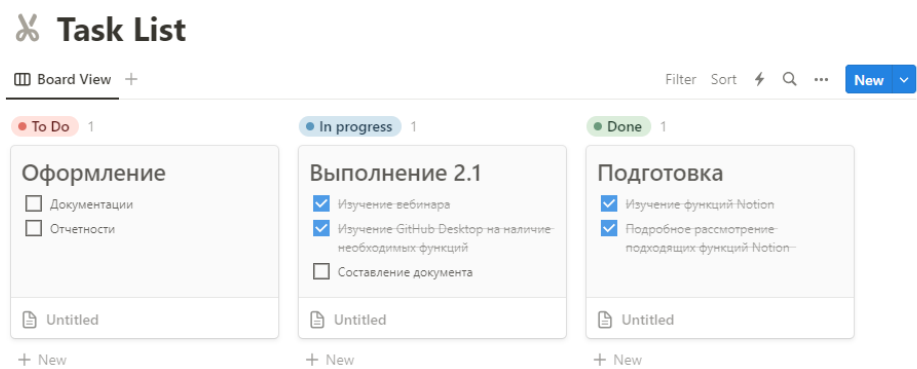 Task List
Board View
Filter Sort New
To Do 1
Оформление
Документации
Отчетности
Untitled
New
In progress 1
Выполнение 2.1
Изучение вебинара
Изучение GitHub Desktop на наличие
необходимых функций
Составление документа
Untitled
New
Done 1
Подготовка
Изучение функций Notion
Подробное рассмотрение
подходящих функций Notion
Untitled
New